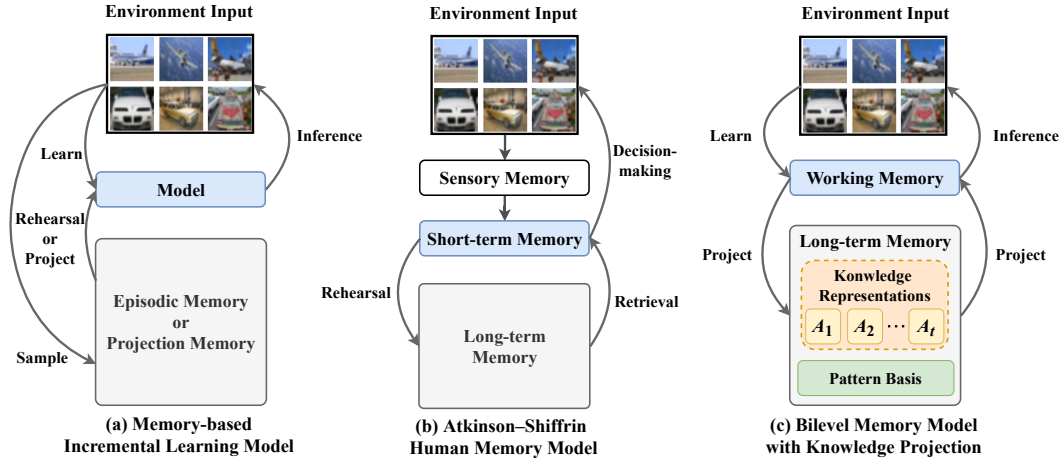 Environment Input
Learn
Inference
Model
Rehearsal
or
Project
Episodic Memory
or
Projection Memory
Sample
(a) Memory-based
Incremental Learning Model
Environment Input
Sensory Memory
Decision-
making
Short-term Memory
Rehearsal
Retrieval
Long-term
Memory
(b) Atkinson–Shiffrin
Human Memory Model
Environment Input
Learn
Inference
Working Memory
Project
Project
Long-term Memory
Konwledge
Representations
A1 A2 ··· At
Pattern Basis
(c) Bilevel Memory Model
with Knowledge Projection